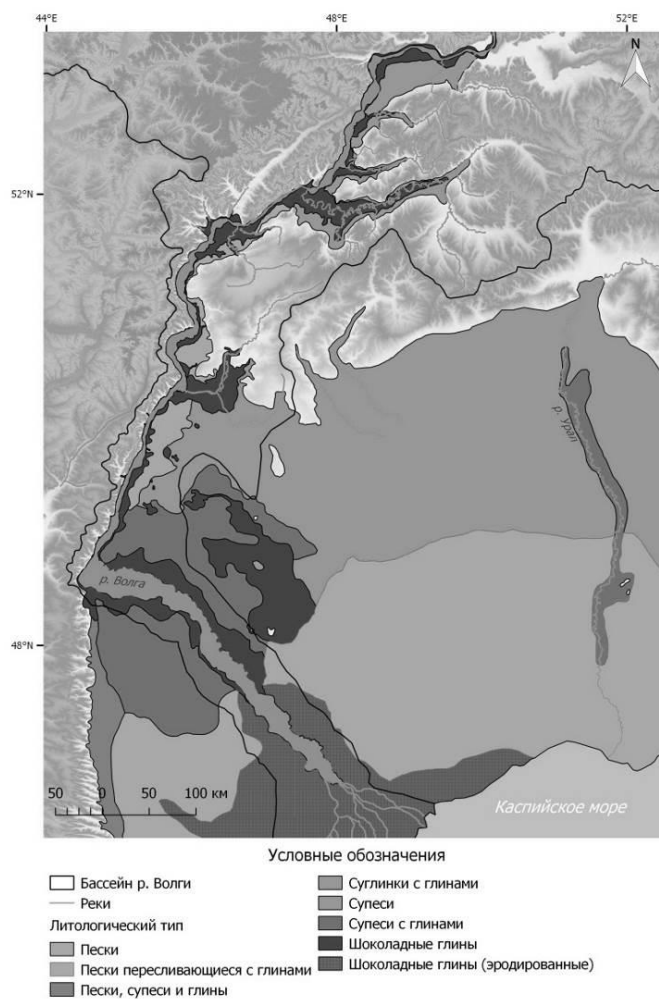 44°E 48°E 52°E
N
52°N
р. Урал
р. Волга
48°N
50 0 50 100 км
Каспийское море
Условные обозначения
Бассейн р. Волги
Реки
Литологический тип
Пески
Пески пересливающиеся с глинами
Пески, супеси и глины
Суглинки с глинами
Супеси
Супеси с глинами
Шоколадные глины
Шоколадные глины (эродированные)